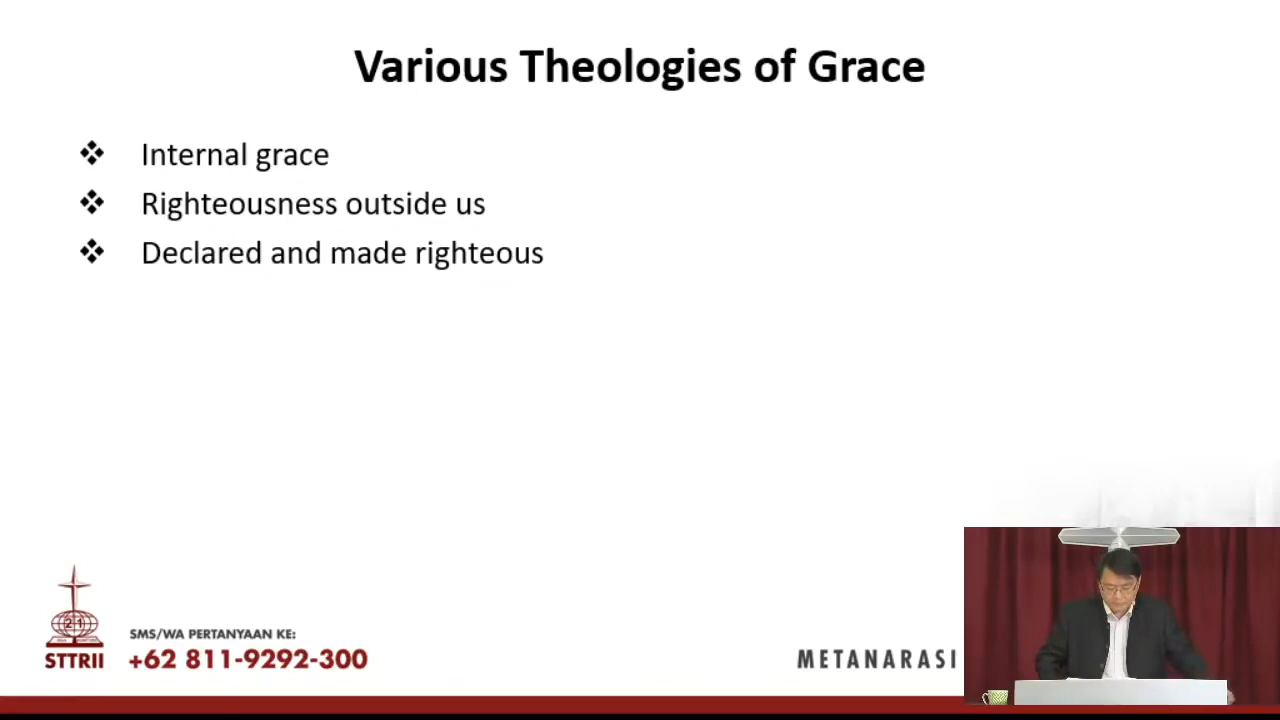 Various Theologies of Grace
Internal grace
Righteousness outside us
Declared and made righteous
21
STTRII
SMS/WA PERTANYAAN KE:
+62 811-9292-300
METANARASI